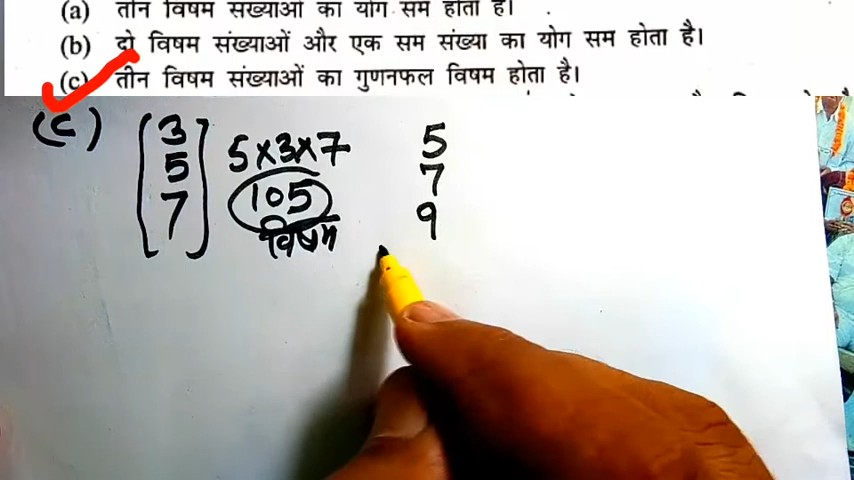 (a) तीन विषम संख्याओं का योग सम होता है।
(b) दो विषम संख्याओं और एक सम संख्या का योग सम होता है।
(c) तीन विषम संख्याओं का गुणनफल विषम होता है।
(c)
3
5
7
5×3×7
105
विषम
5
7
9